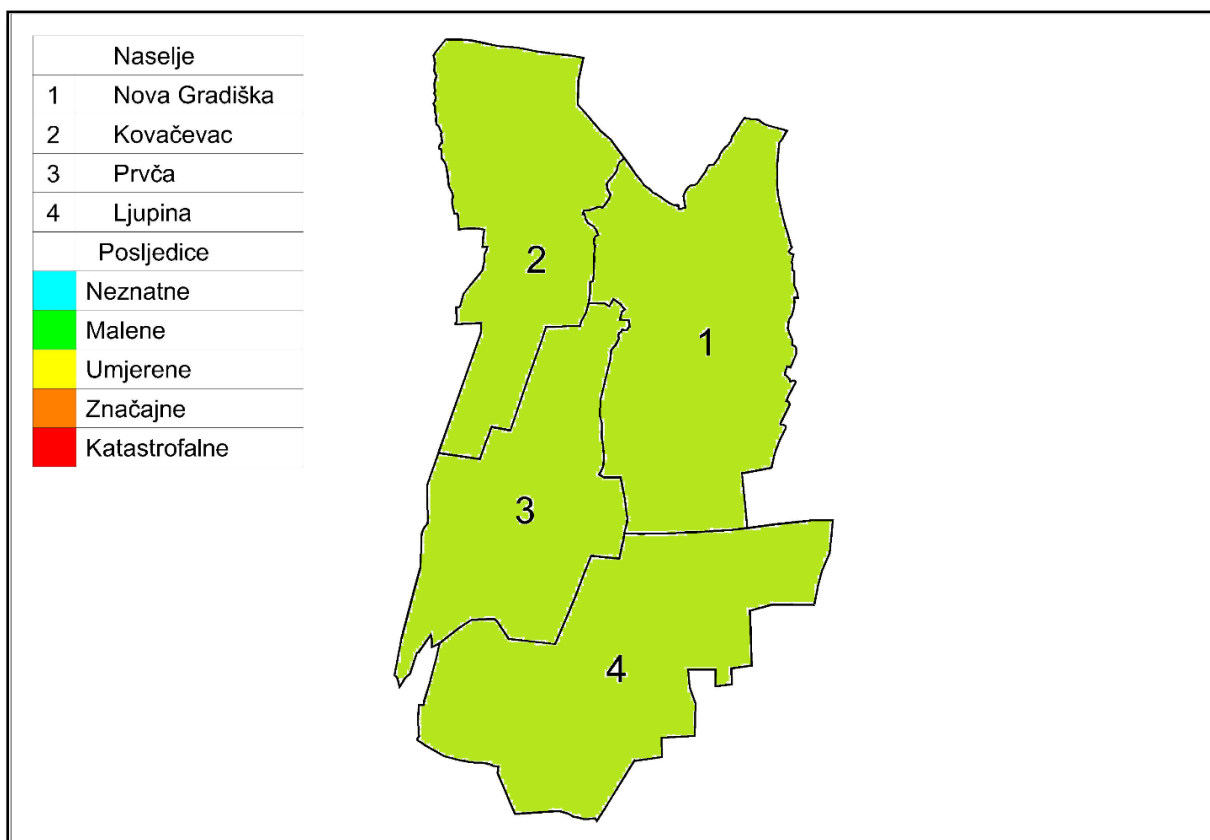 Naselje
1 Nova Gradiška
2 Kovačevac
3 Prvča
4 Ljupina
Posljedice
Neznatne
Malene
Umjerene
Značajne
Katastrofalne
2
1
3
4